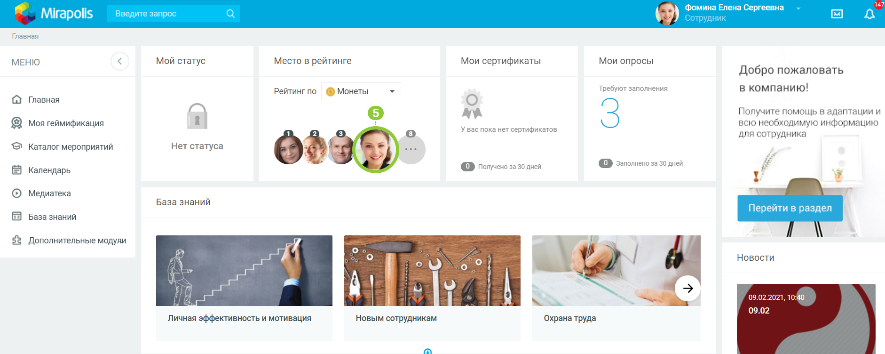 Mirapolis
Введите запрос
Фомина Елена Сергеевна
Сотрудник
147
Главная
МЕНЮ
Главная
Моя геймификация
Каталог мероприятий
Календарь
Медиатека
База знаний
Дополнительные модули
Мой статус
Нет статуса
Место в рейтинге
Рейтинг по
Монеты
5
1
2
3
8
Мои сертификаты
У вас пока нет сертификатов
0 Получено за 30 дней
Мои опросы
Требуют заполнения
3
0 Заполнено за 30 дней
Добро пожаловать
в компанию!
Получите помощь в адаптации и
всю необходимую информацию
для сотрудника
Перейти в раздел
База знаний
Личная эффективность и мотивация
Новым сотрудникам
Охрана труда
Новости
09.02.2021, 10:40
09.02